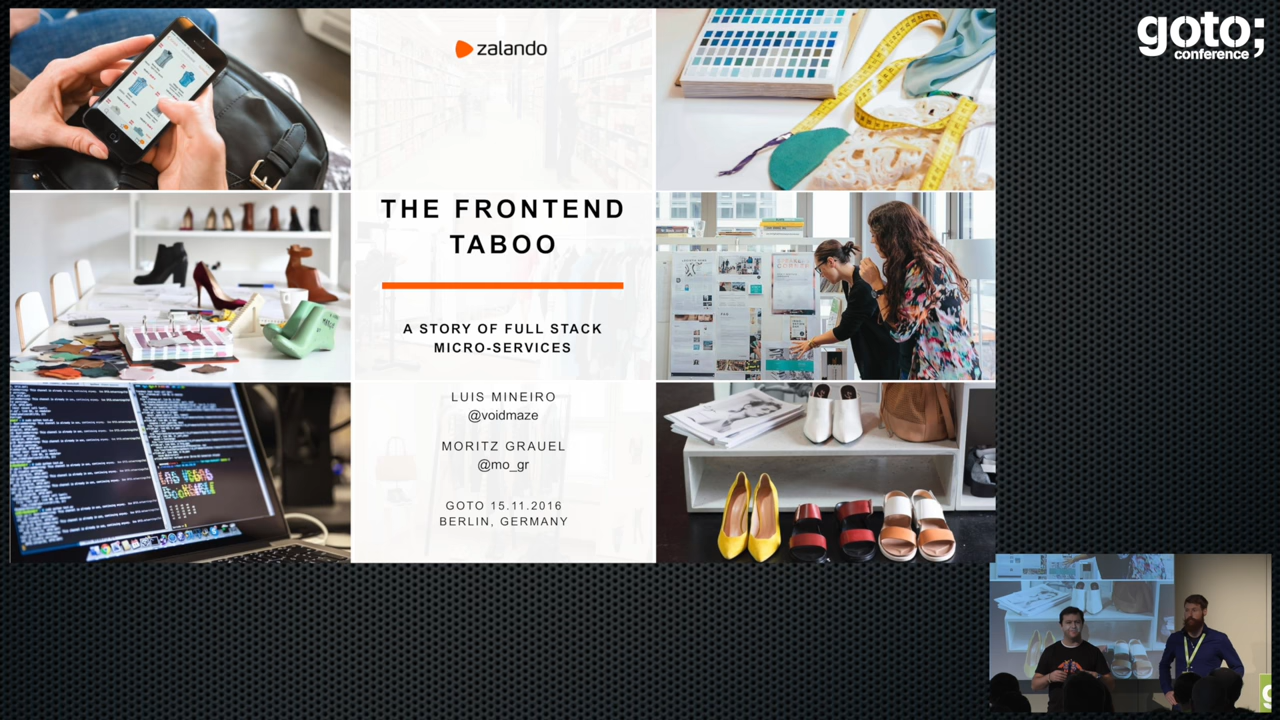 zalando
THE FRONTEND
TABOO
A STORY OF FULL STACK
MICRO-SERVICES
LUIS MINEIRO
@voidmaze
MORITZ GRAUEL
@mo_gr
GOTO 15.11.2016
BERLIN, GERMANY
goto;
conference